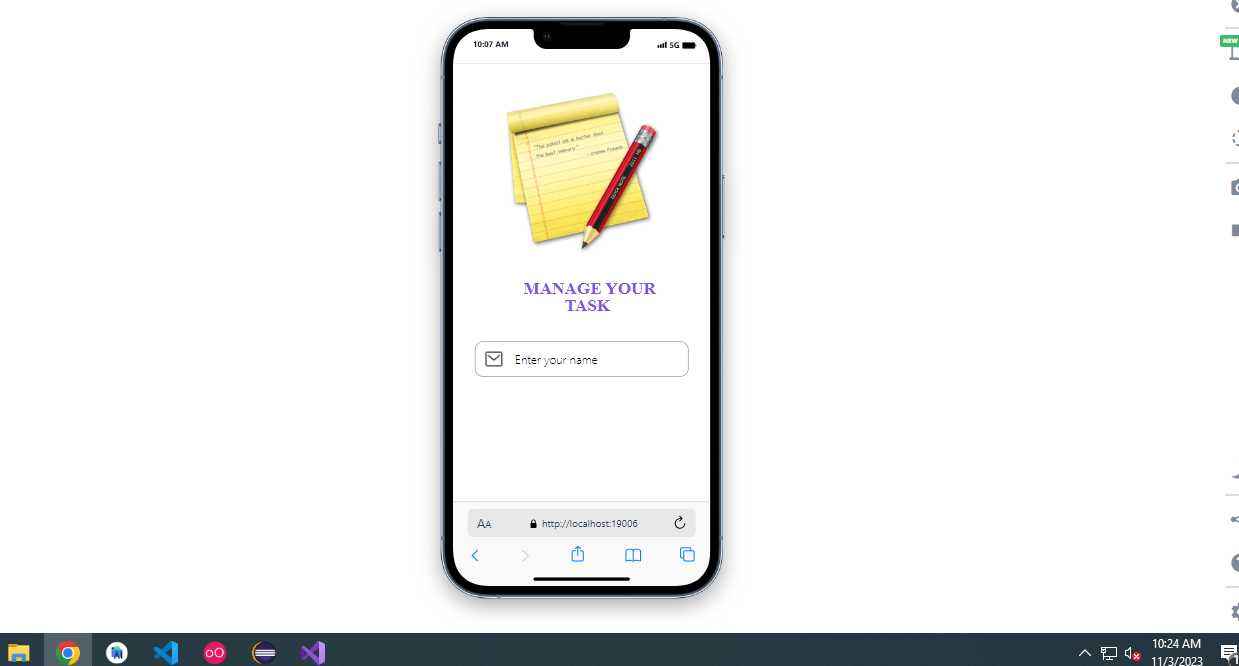 10:07 AM
5G
NEW
"The palest ink is better than
the best memory."
- Chinese Proverb
MANAGE YOUR
TASK
Enter your name
AA
http://localhost:19006
10:24 AM
11/3/2023